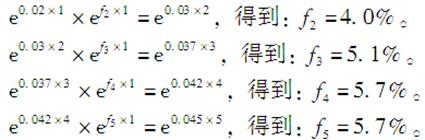 e^{0.02×1}×e^{f_2×1}=e^{0.03×2}，得到：f_2=4.0%。
e^{0.03×2}×e^{f_3×1}=e^{0.037×3}，得到：f_3=5.1%。
e^{0.037×3}×e^{f_4×1}=e^{0.042×4}，得到：f_4=5.7%。
e^{0.042×4}×e^{f_5×1}=e^{0.045×5}，得到：f_5=5.7%。